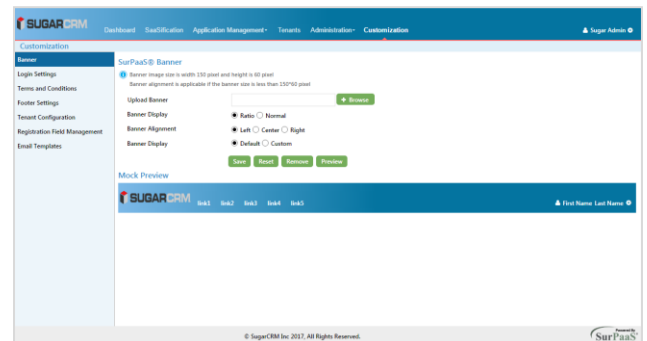 SUGARCRM
Dashboard SaaSification Application Management Tenants Administration Customization Sugar Admin
Customization
Banner
Login Settings
Terms and Conditions
Footer Settings
Tenant Configuration
Registration Field Management
Email Templates
SurPaaS® Banner
Banner image size is width 150 pixel and height is 60 pixel
Banner alignment is applicable if the banner size is less than 150*60 pixel
Upload Banner + Browse
Banner Display Ratio Normal
Banner Alignment Left Center Right
Banner Display Default Custom
Save Reset Remove Preview
Mock Preview
SUGARCRM link1 link2 link3 link4 link5 First Name Last Name
© SugarCRM Inc 2017, All Rights Reserved.
Powered by
SurPaaS